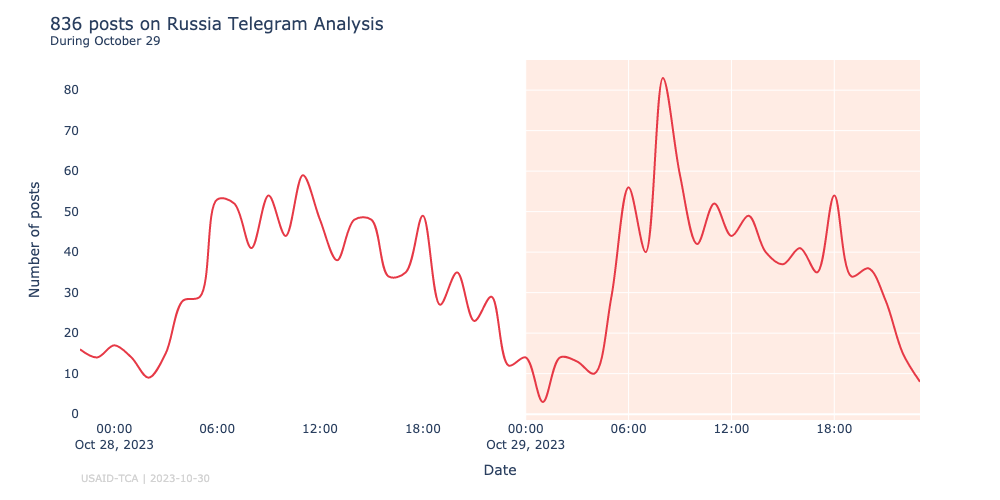 836 posts on Russia Telegram Analysis
During October 29
80
70
60
50
40
30
20
10
0
Number of posts
00:00 06:00 12:00 18:00 00:00 06:00 12:00 18:00
Oct 28, 2023 Oct 29, 2023
Date
USAID-TCA | 2023-10-30